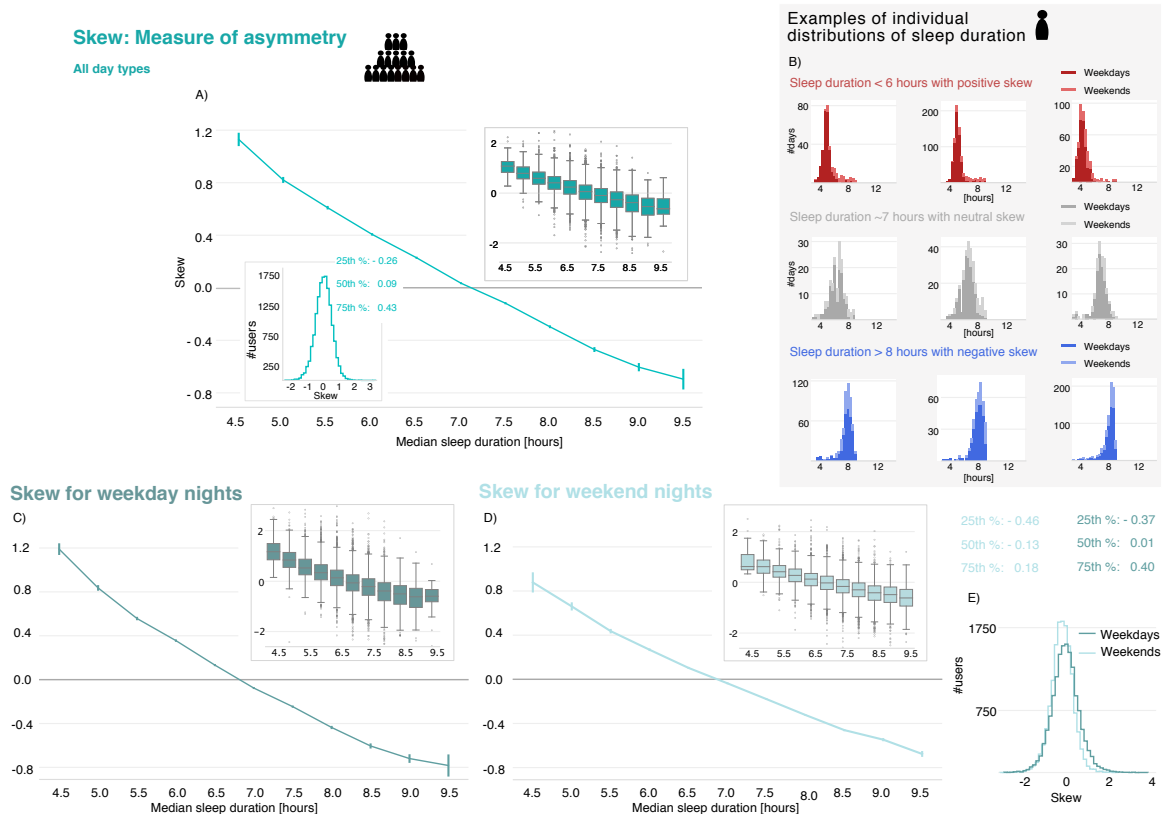 Skew: Measure of asymmetry
All day types
A)
Skew
1.2
0.8
0.4
0.0
- 0.4
- 0.8
4.5 5.0 5.5 6.0 6.5 7.0 7.5 8.0 8.5 9.0 9.5
Median sleep duration [hours]
25th %: - 0.26
50th %: 0.09
75th %: 0.43
#users
1750
1250
750
250
-2 -1 0 1 2 3
Skew
2
0
-2
4.5 5.5 6.5 7.5 8.5 9.5
Examples of individual
distributions of sleep duration
B)
Sleep duration < 6 hours with positive skew
Weekdays
Weekends
#days
80
40
4 8 12
200
100
4 8 12
[hours]
100
60
20
4 8 12
Sleep duration ~7 hours with neutral skew
Weekdays
Weekends
#days
30
20
10
4 8 12
40
20
4 8 12
[hours]
30
20
10
4 8 12
Sleep duration > 8 hours with negative skew
Weekdays
Weekends
120
60
4 8 12
60
30
4 8 12
[hours]
200
100
4 8 12
Skew for weekday nights
C)
1.2
0.8
0.4
0.0
-0.4
-0.8
4.5 5.0 5.5 6.0 6.5 7.0 7.5 8.0 8.5 9.0 9.5
Median sleep duration [hours]
2
0
-2
4.5 5.5 6.5 7.5 8.5 9.5
Skew for weekend nights
D)
1.2
0.8
0.4
0.0
-0.4
-0.8
4.5 5.0 5.5 6.0 6.5 7.0 7.5 8.0 8.5 9.0 9.5
Median sleep duration [hours]
2
0
-2
4.5 5.5 6.5 7.5 8.5 9.5
25th %: - 0.46
50th %: - 0.13
75th %: 0.18
25th %: - 0.37
50th %: 0.01
75th %: 0.40
E)
#users
1750
750
Weekdays
Weekends
-2 0 2 4
Skew